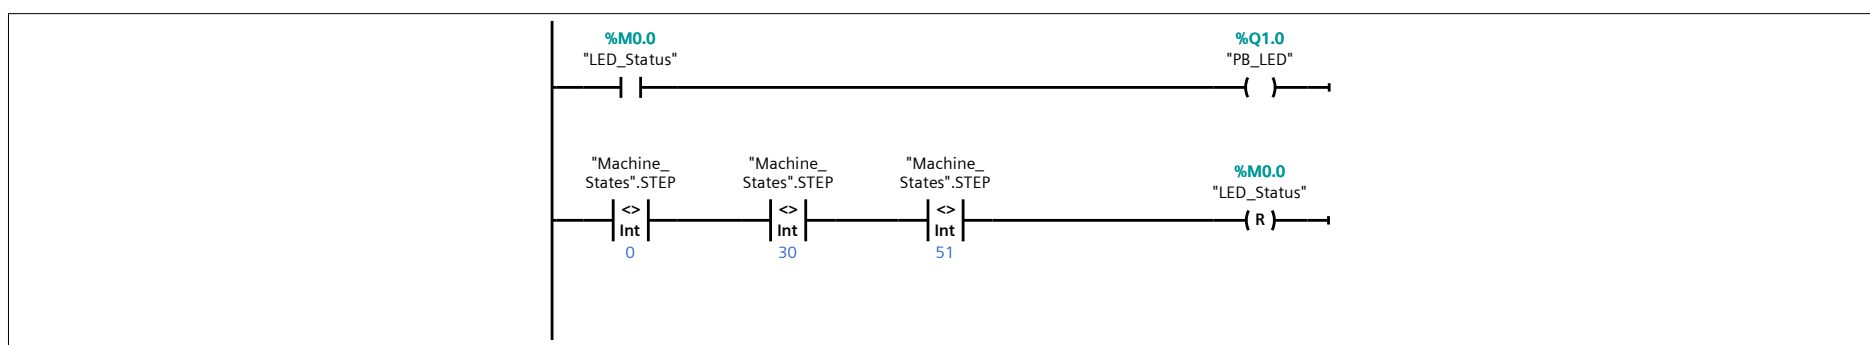 %M0.0
"LED_Status"
%Q1.0
"PB_LED"
"Machine_
States".STEP
<>
Int
0
"Machine_
States".STEP
<>
Int
30
"Machine_
States".STEP
<>
Int
51
%M0.0
"LED_Status"
R